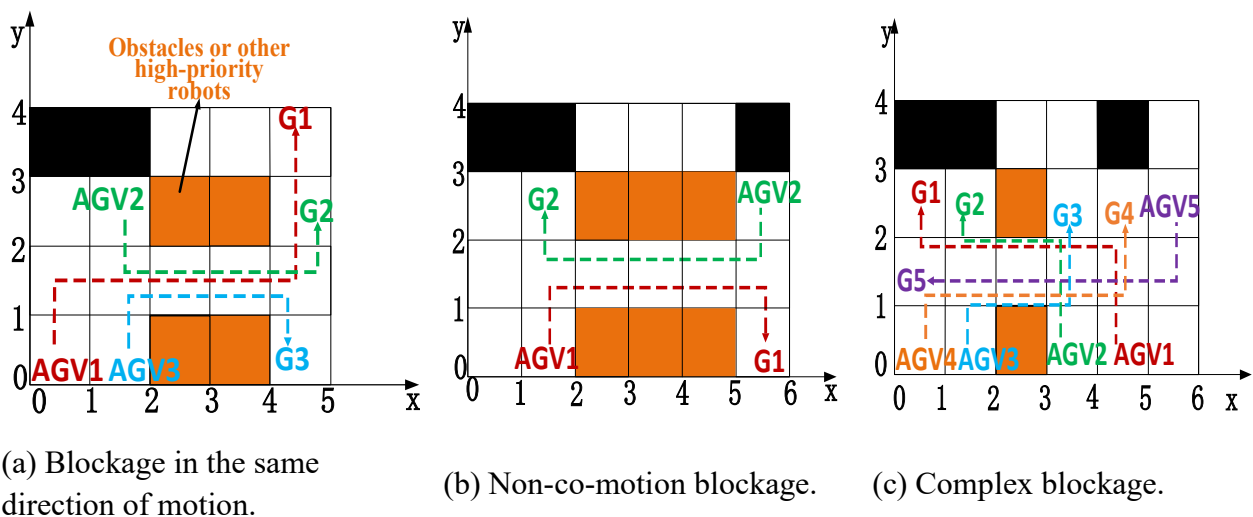 y
Obstacles or other
high-priority
robots
4
3
2
1
0
G1
AGV2
G2
AGV1
AGV3
G3
0 1 2 3 4 5 x
(a) Blockage in the same
direction of motion.
y
4
3
2
1
0
G2
AGV2
AGV1
G1
0 1 2 3 4 5 6 x
(b) Non-co-motion blockage.
y
4
3
2
1
0
G1
G2
G3
G4
AGV5
G5
AGV4
AGV3
AGV2
AGV1
0 1 2 3 4 5 6 x
(c) Complex blockage.